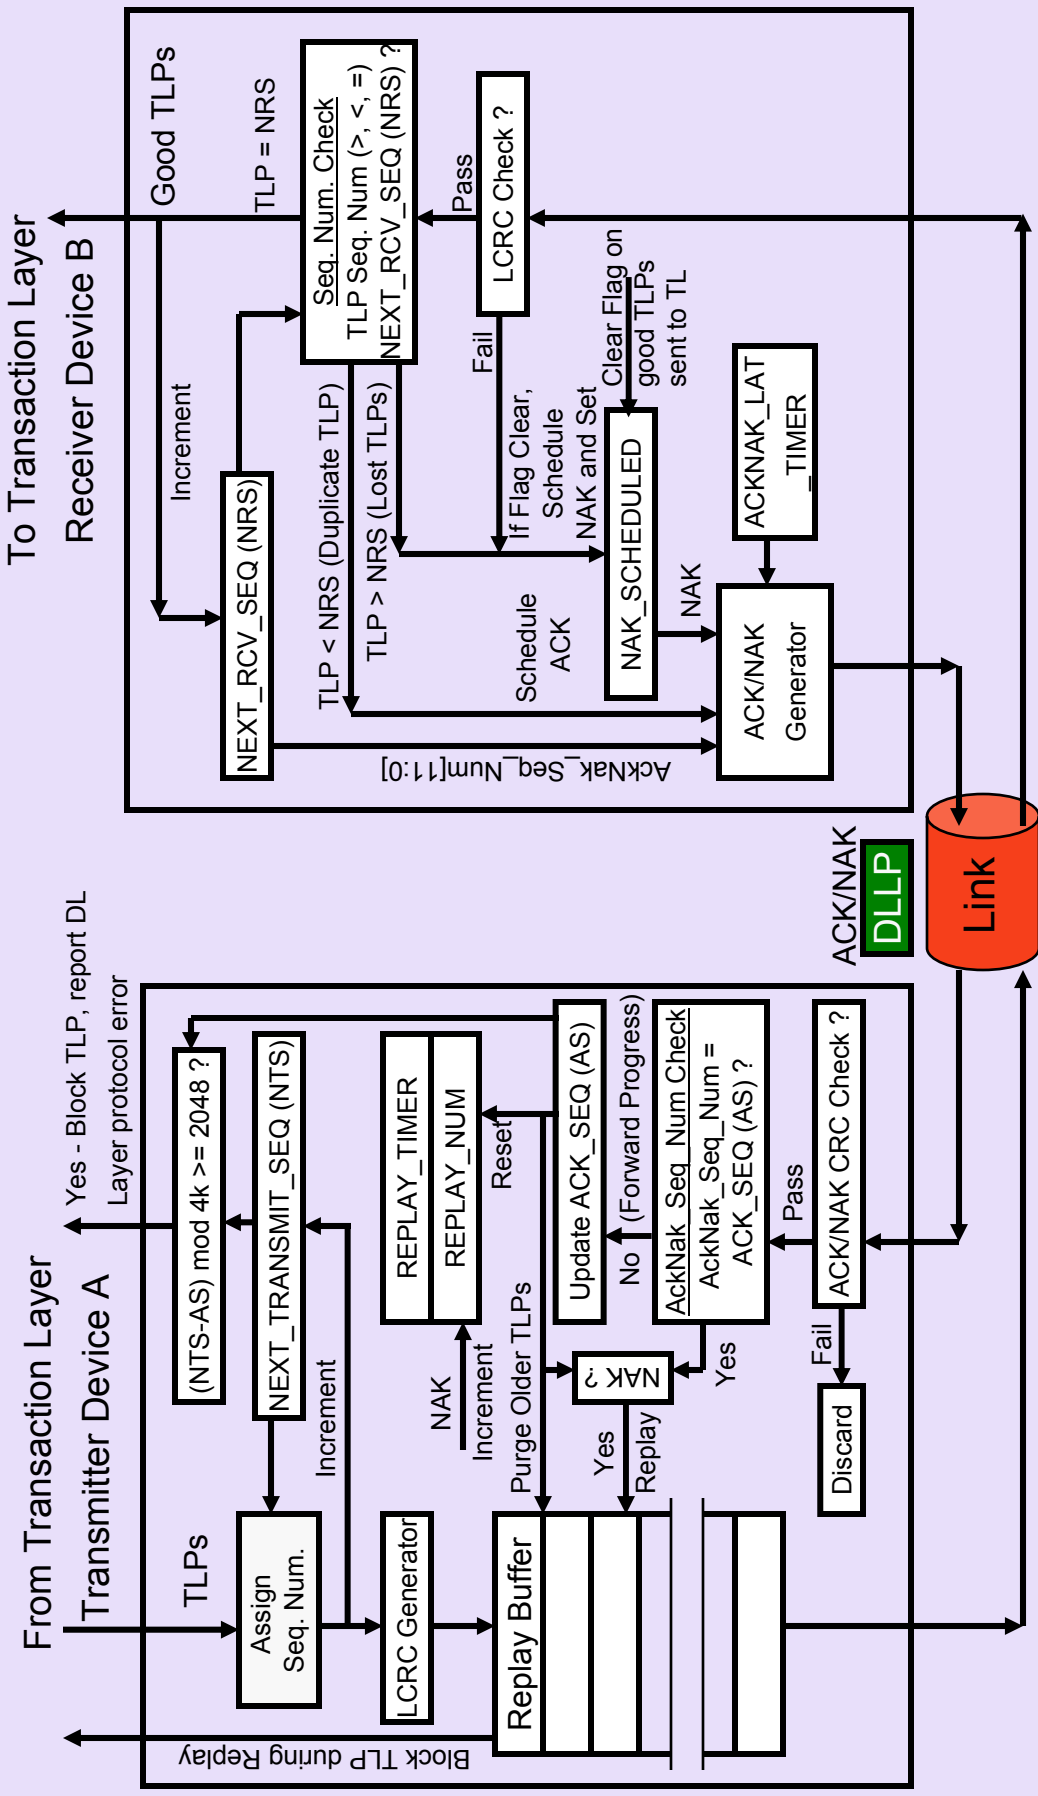 From Transaction Layer
Transmitter Device A
TLPs
Block TLP during Replay
Assign
Seq. Num.
Increment
LCRC Generator
Replay Buffer
Yes - Block TLP, report DL
Layer protocol error
(NTS-AS) mod 4k >= 2048 ?
NEXT_TRANSMIT_SEQ (NTS)
REPLAY_TIMER
REPLAY_NUM
NAK
Increment
Reset
Purge Older TLPs
Update ACK_SEQ (AS)
No (Forward Progress)
NAK ?
Yes
Replay
Yes
AckNak_Seq_Num Check
AckNak_Seq_Num =
ACK_SEQ (AS) ?
Pass
ACK/NAK CRC Check ?
Fail
Discard
ACK/NAK
DLLP
Link
To Transaction Layer
Receiver Device B
Good TLPs
Increment
TLP = NRS
NEXT_RCV_SEQ (NRS)
Seq. Num. Check
TLP Seq. Num (>, <, =)
NEXT_RCV_SEQ (NRS) ?
TLP < NRS (Duplicate TLP)
TLP > NRS (Lost TLPs)
AckNak_Seq_Num[11:0]
Pass
LCRC Check ?
Fail
If Flag Clear,
Schedule
NAK and Set
Clear Flag on
good TLPs
sent to TL
Schedule
ACK
NAK_SCHEDULED
NAK
ACKNAK_LAT
_TIMER
ACK/NAK
Generator